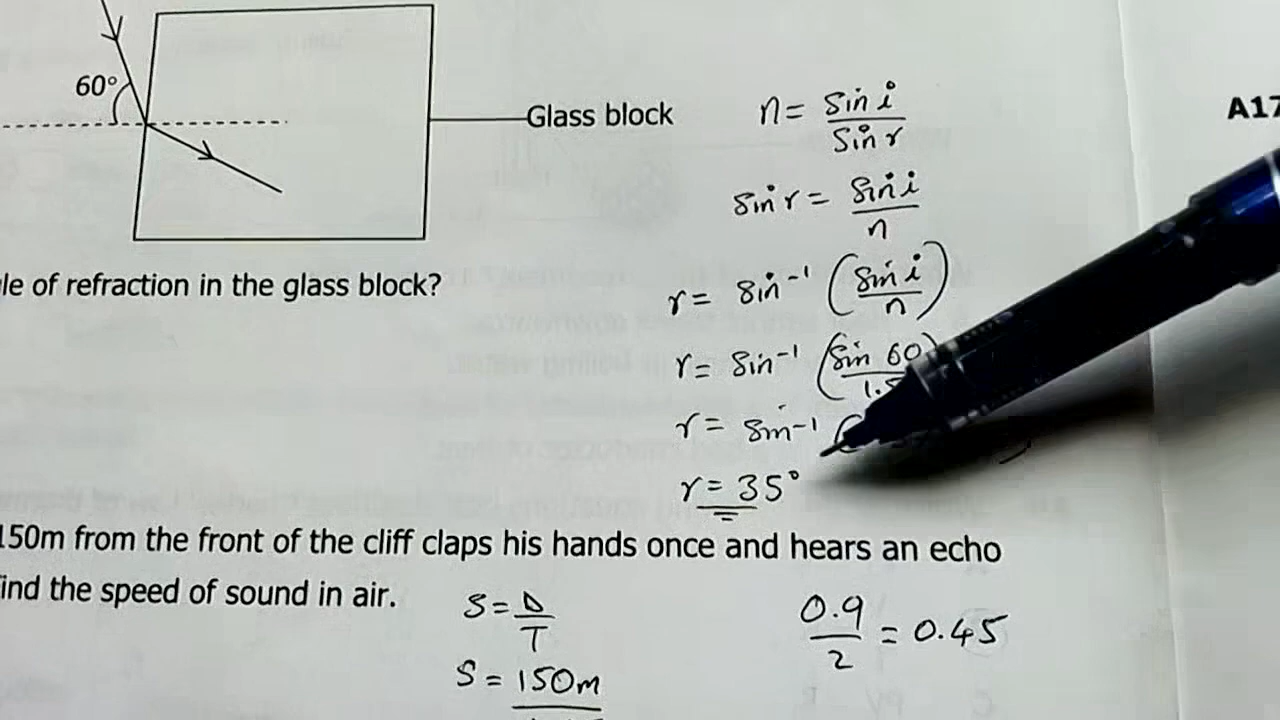 60°
Glass block
n = sin i / sin r
sin r = sin i / n
r = sin⁻¹ (sin i / n)
r = sin⁻¹ (sin 60
r = sin⁻¹ (
r = 35°
A17
of refraction in the glass block?
150m from the front of the cliff claps his hands once and hears an echo
the speed of sound in air.
S = D / T
0.9 / 2 = 0.45
S = 150m